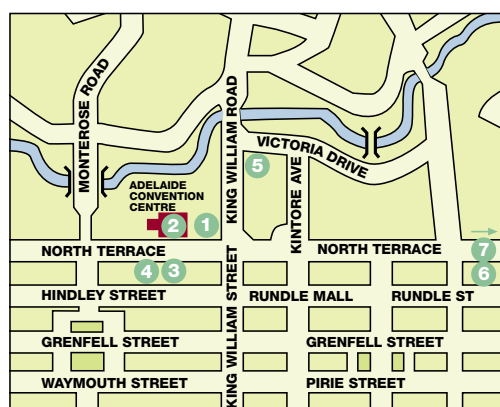 MONTEROSE ROAD
KING WILLIAM ROAD
VICTORIA DRIVE
KINTORE AVE
5
ADELAIDE
CONVENTION
CENTRE
2
1
NORTH TERRACE
NORTH TERRACE
7
4
3
6
HINDLEY STREET
KING WILLIAM STREET
RUNDLE MALL
RUNDLE ST
GRENFELL STREET
GRENFELL STREET
WAYMOUTH STREET
PIRIE STREET